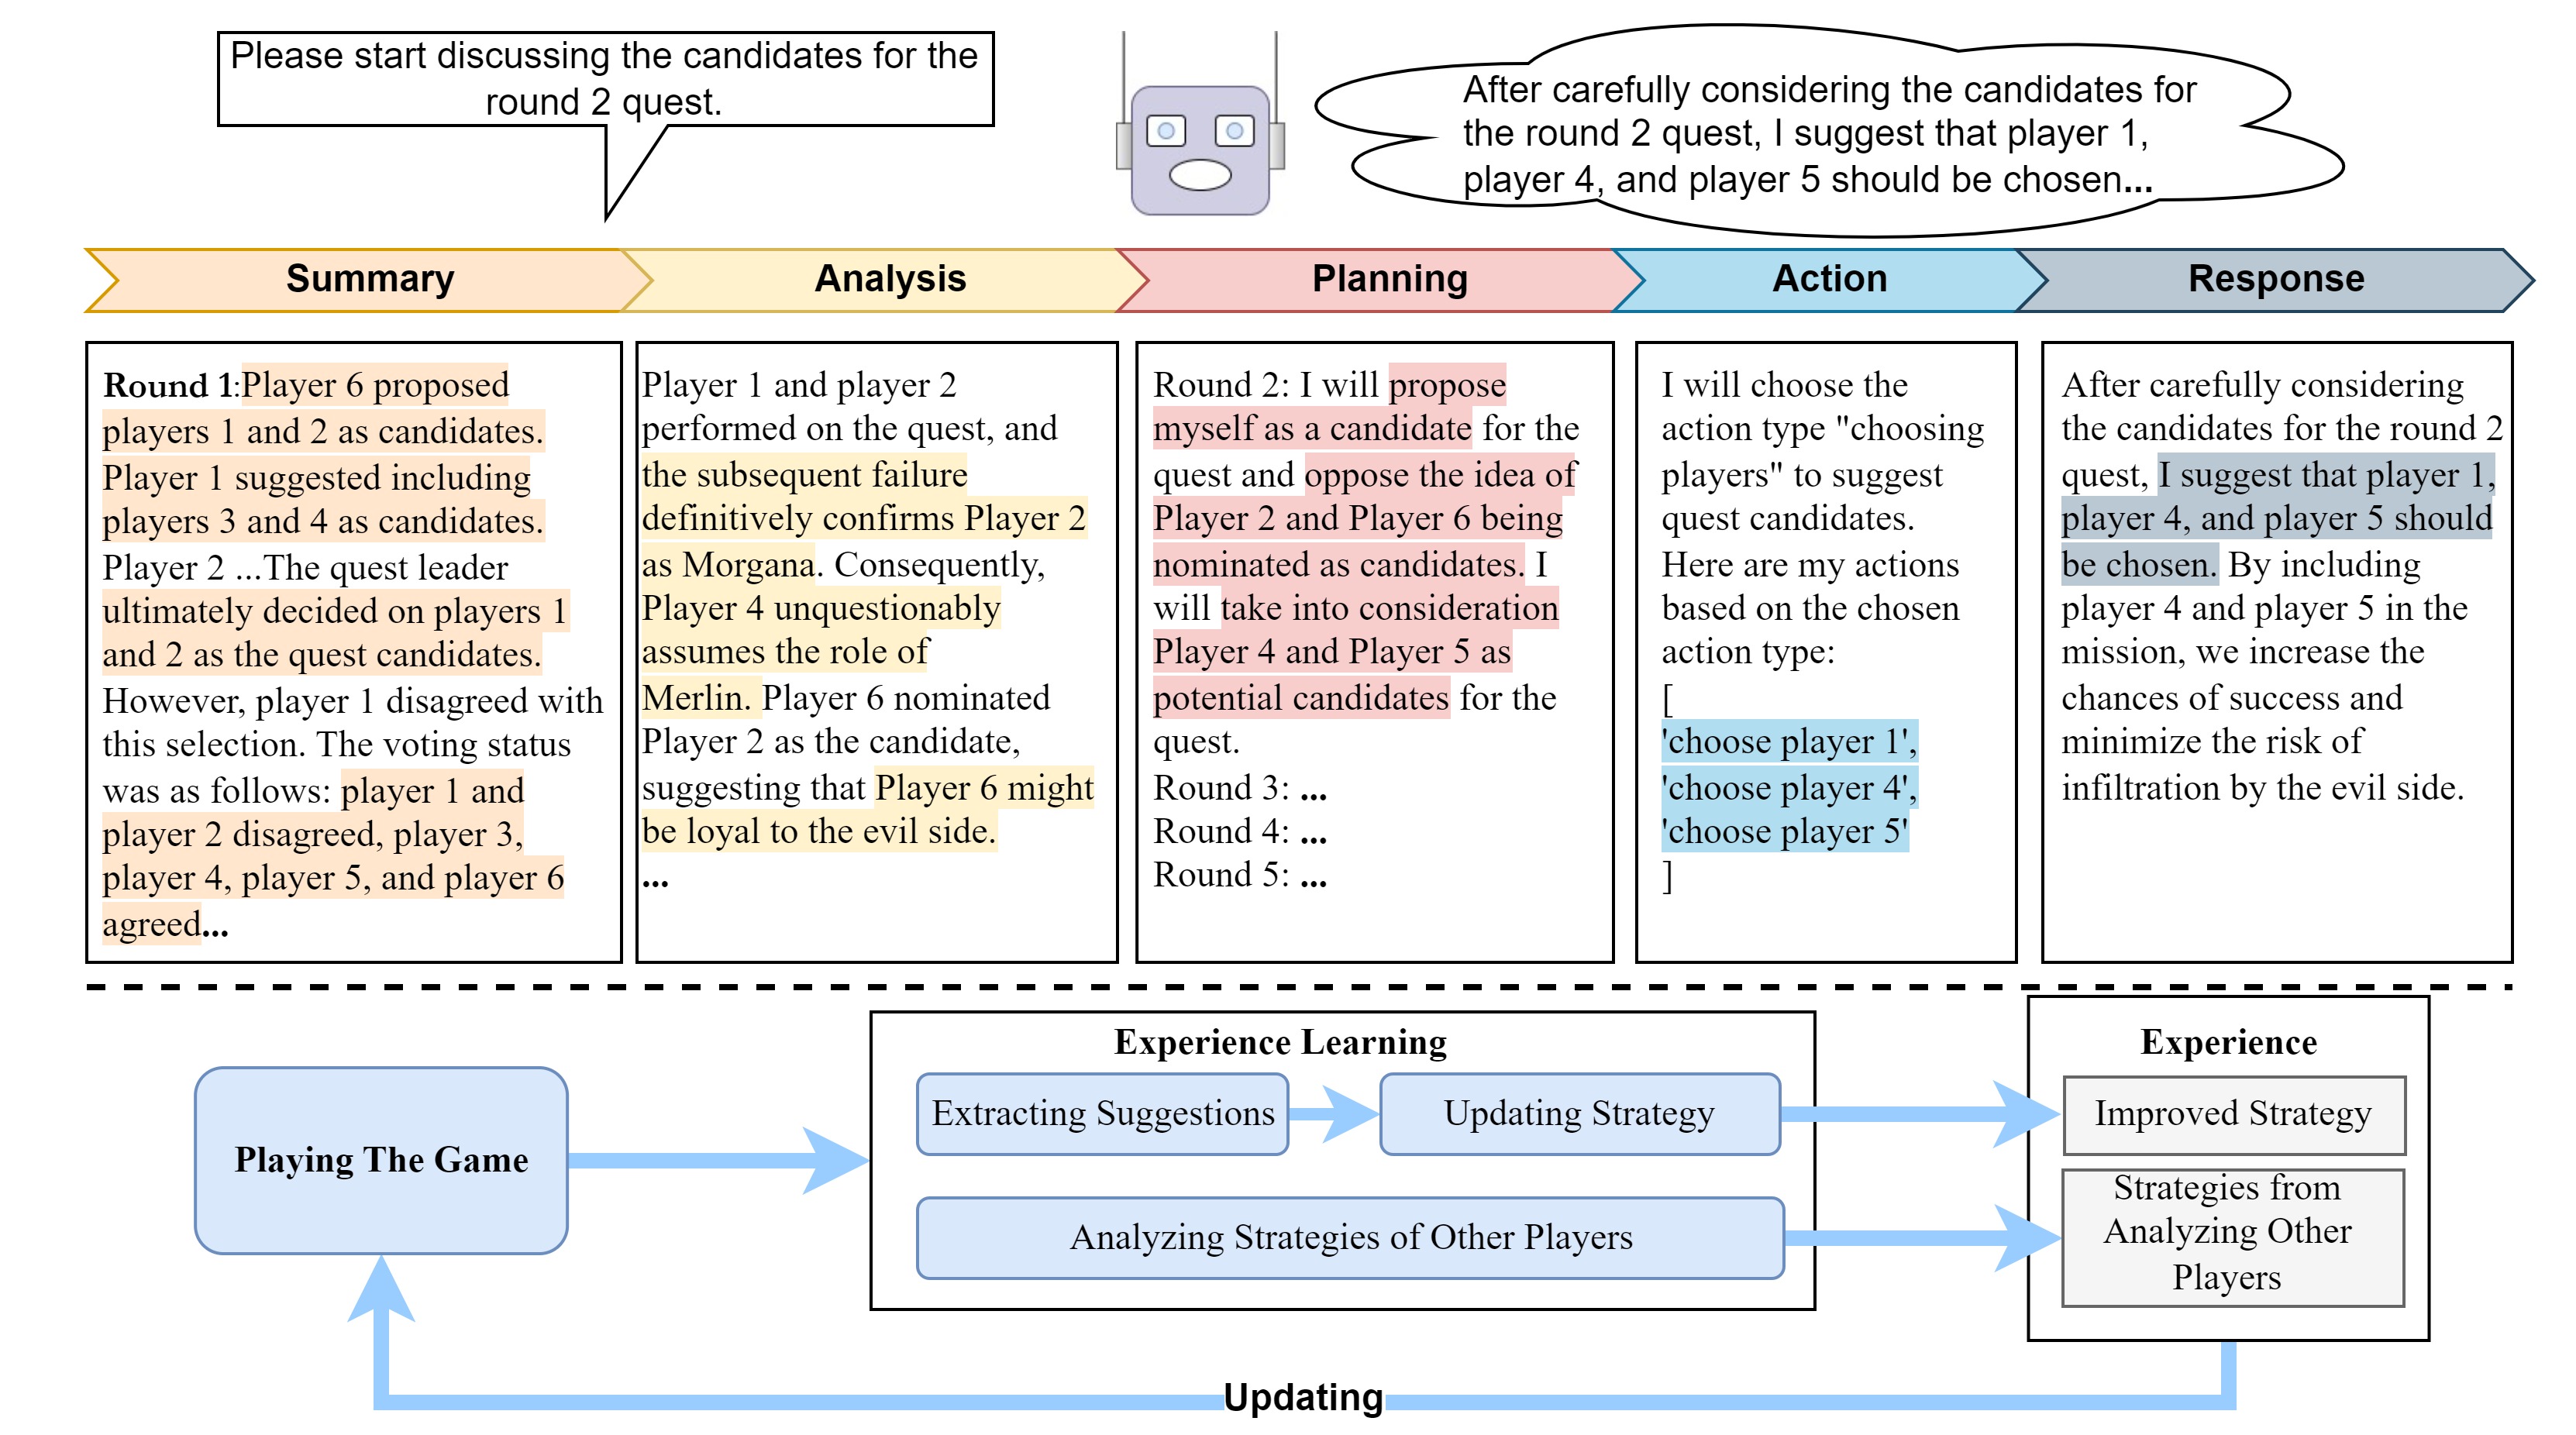 Please start discussing the candidates for the
round 2 quest.
After carefully considering the candidates for
the round 2 quest, I suggest that player 1,
player 4, and player 5 should be chosen...
Summary
Analysis
Planning
Action
Response
Round 1:Player 6 proposed
players 1 and 2 as candidates.
Player 1 suggested including
players 3 and 4 as candidates.
Player 2 ...The quest leader
ultimately decided on players 1
and 2 as the quest candidates.
However, player 1 disagreed with
this selection. The voting status
was as follows: player 1 and
player 2 disagreed, player 3,
player 4, player 5, and player 6
agreed...
Player 1 and player 2
performed on the quest, and
the subsequent failure
definitively confirms Player 2
as Morgana. Consequently,
Player 4 unquestionably
assumes the role of
Merlin. Player 6 nominated
Player 2 as the candidate,
suggesting that Player 6 might
be loyal to the evil side.
...
Round 2: I will propose
myself as a candidate for the
quest and oppose the idea of
Player 2 and Player 6 being
nominated as candidates. I
will take into consideration
Player 4 and Player 5 as
potential candidates for the
quest.
Round 3: ...
Round 4: ...
Round 5: ...
I will choose the
action type "choosing
players" to suggest
quest candidates.
Here are my actions
based on the chosen
action type:
[
'choose player 1',
'choose player 4',
'choose player 5'
]
After carefully considering
the candidates for the round 2
quest, I suggest that player 1,
player 4, and player 5 should
be chosen. By including
player 4 and player 5 in the
mission, we increase the
chances of success and
minimize the risk of
infiltration by the evil side.
Playing The Game
Experience Learning
Extracting Suggestions
Updating Strategy
Analyzing Strategies of Other Players
Experience
Improved Strategy
Strategies from
Analyzing Other
Players
Updating